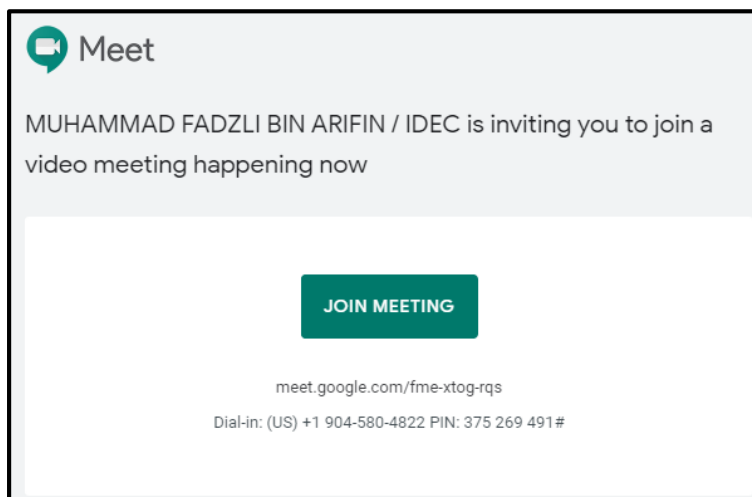 Meet
MUHAMMAD FADZLI BIN ARIFIN / IDEC is inviting you to join a
video meeting happening now
JOIN MEETING
meet.google.com/fme-xtog-rqs
Dial-in: (US) +1 904-580-4822 PIN: 375 269 491#